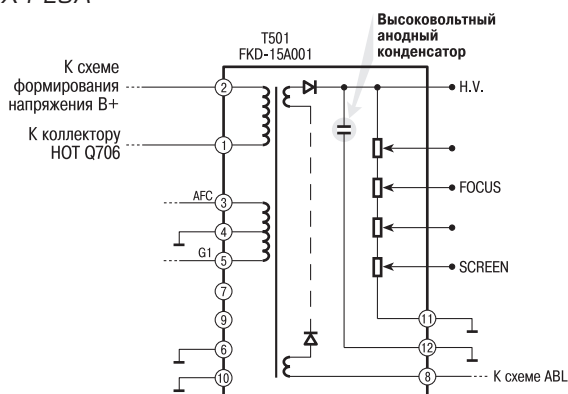 Высоковольтный
анодный
конденсатор
T501
FKD-15A001
К схеме
формирования
напряжения B+
К коллектору
HOT Q706
2
1
H.V.
AFC
3
4
G1
5
FOCUS
SCREEN
7
9
6
10
11
12
8
К схеме ABL